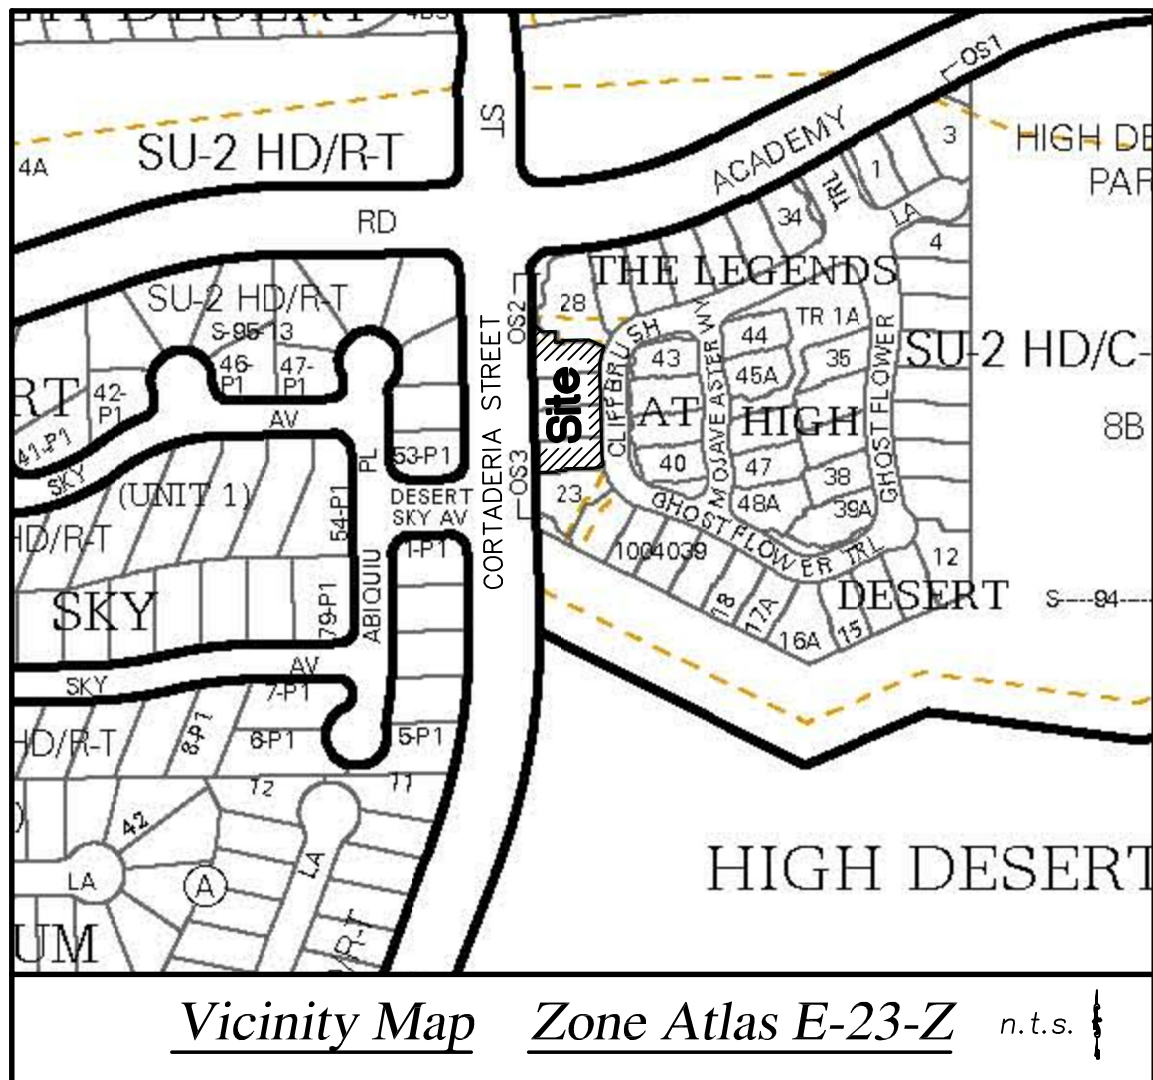 SU-2 HD/R-T
ST
4A
RD
ACADEMY
OS1
3
1
TRL
34
LA
4
HIGH DE
PAR
SU-2 HD/R-T
S-95
3
46-P1
47-P1
42-P1
RT
41-P1
SKY
AV
PL
53-P1
(UNIT 1)
54-P1
DESERT
SKY AV
HD/R-T
1-P1
SKY
79-P1
ABIQUIU
AV
SKY
7-P1
HD/R-T
8-P1
6-P1
5-P1
CORTADERIA STREET
OS2
OS3
28
THE LEGENDS
Site
CLIFFBRUSH
43
MOJAVE ASTER WY
44
TR 1A
45A
35
AT
HIGH
GHOST FLOWER
SU-2 HD/C-
8B
40
47
38
48A
39A
23
GHOST FLOWER TRL
1004039
12
18
17A
16A
15
DESERT
S----94----
42
LA
A
LA
/R-T
UM
HIGH DESERT
Vicinity Map Zone Atlas E-23-Z n.t.s.